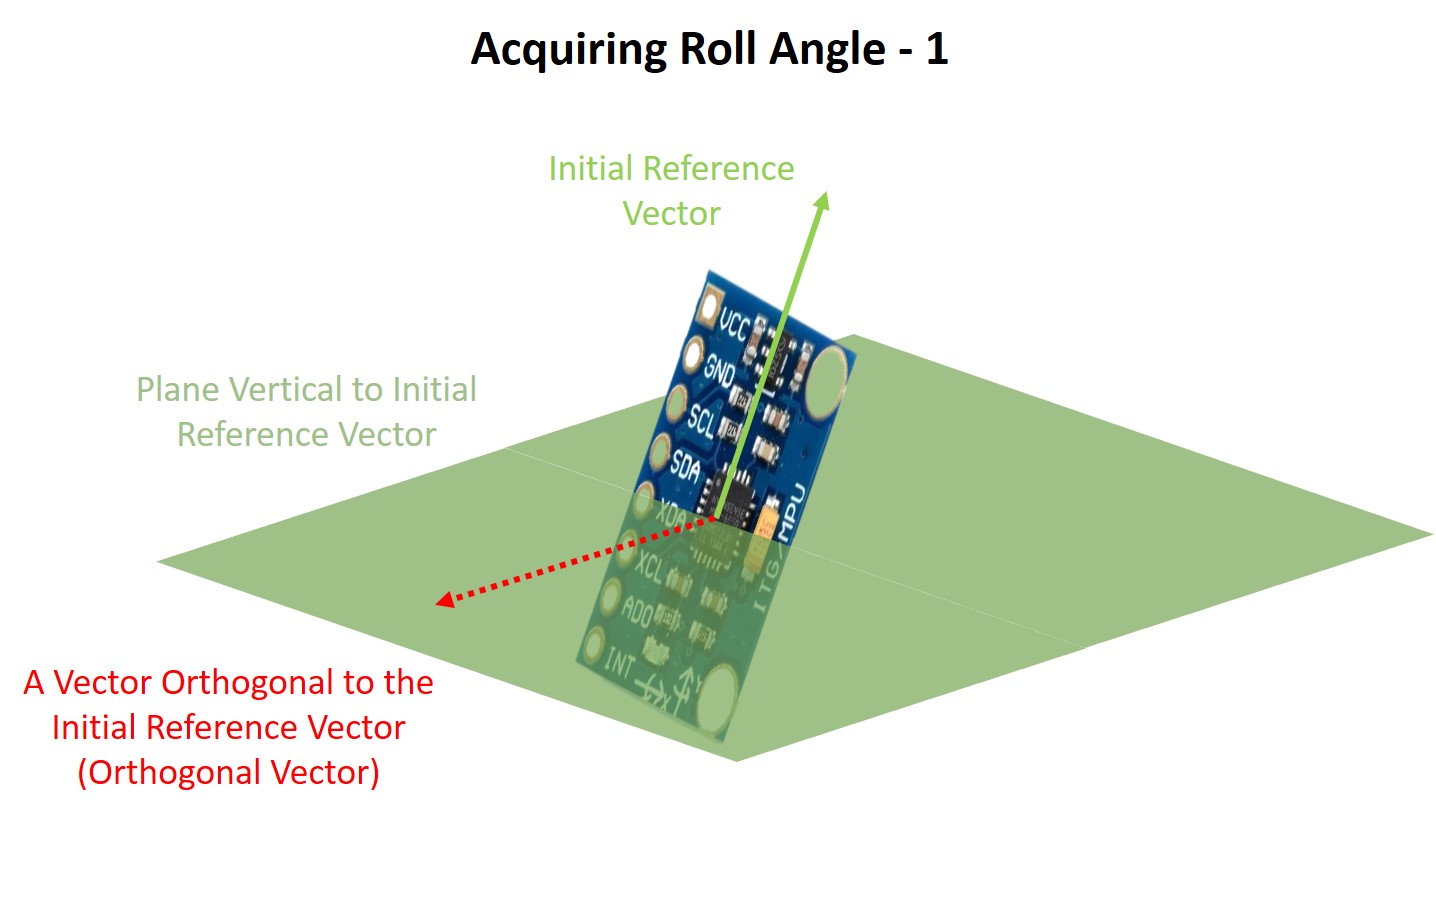 Acquiring Roll Angle - 1
Initial Reference
Vector
Plane Vertical to Initial
Reference Vector
VCC
GND
SCL
SDA
XDA
XCL
ADO
INT
ITG/MPU
A Vector Orthogonal to the
Initial Reference Vector
(Orthogonal Vector)